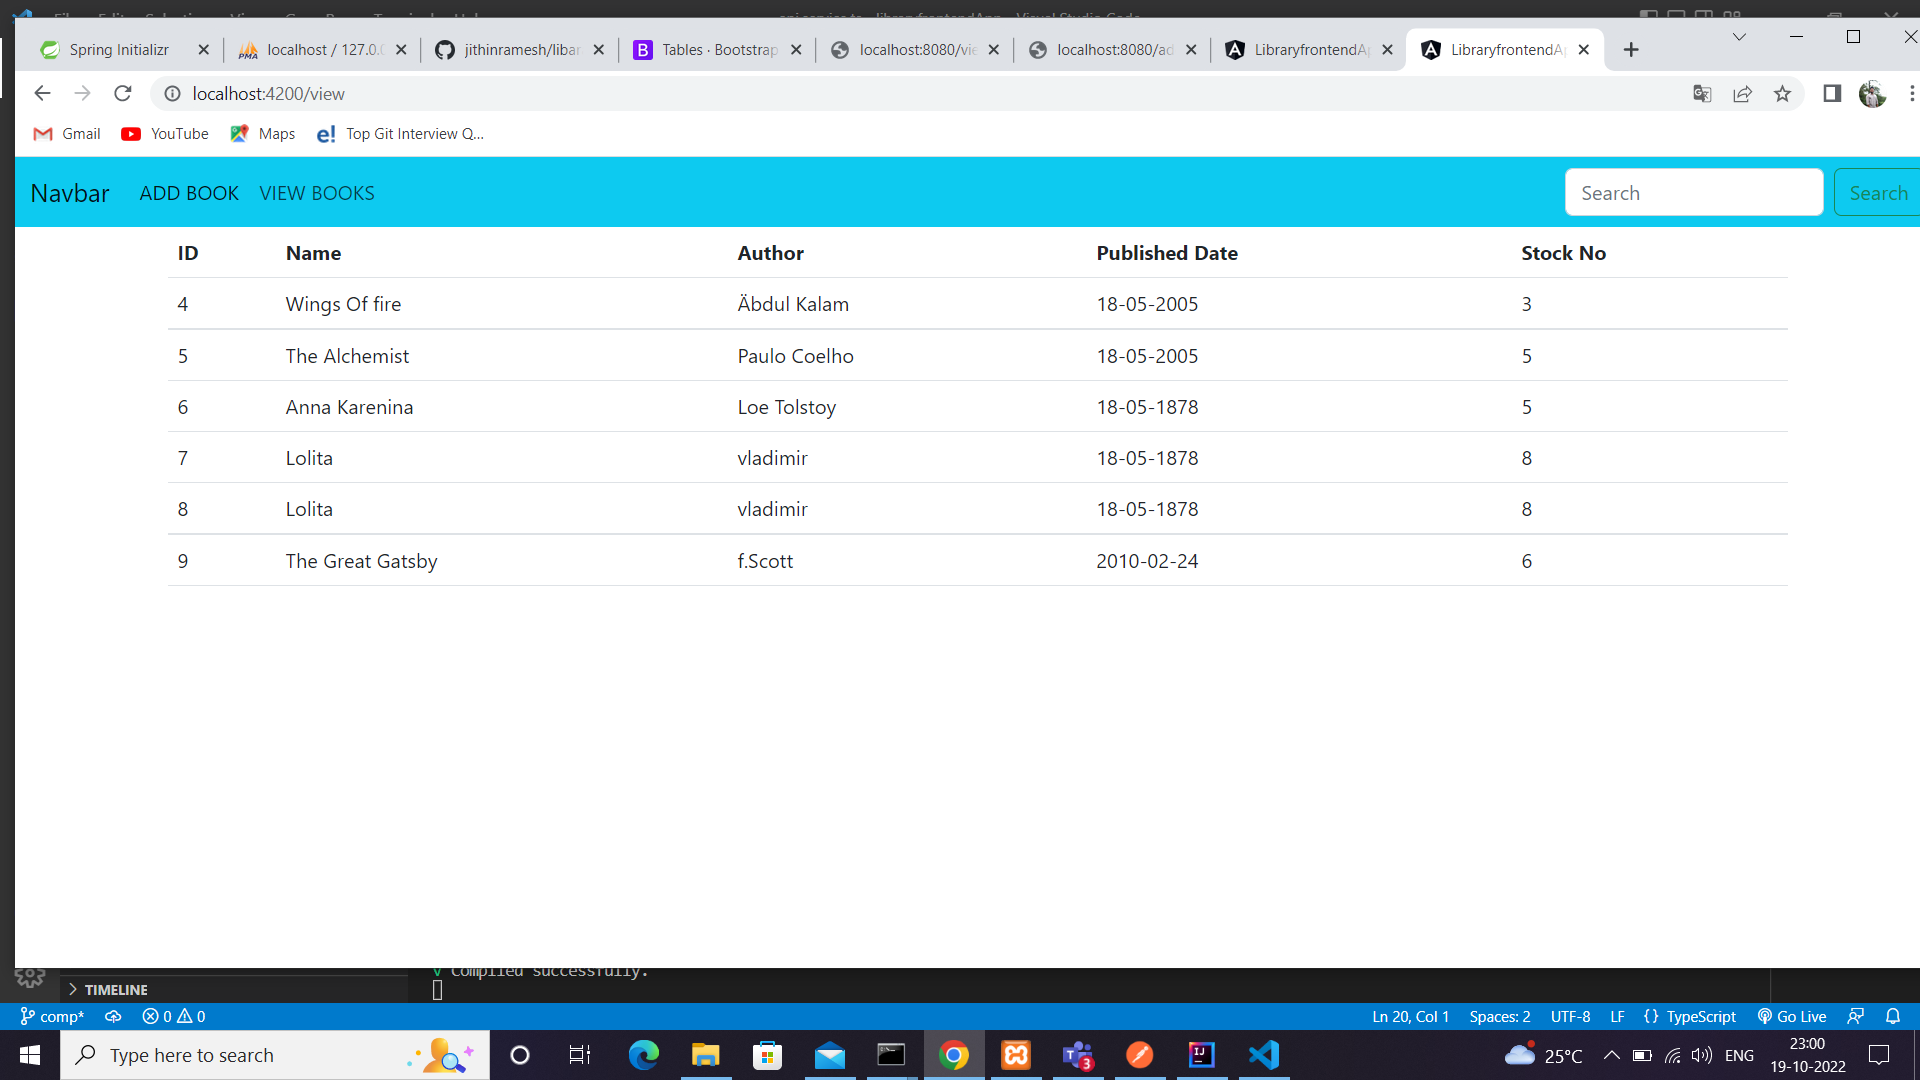 Spring Initializr
localhost / 127.0.0
jithinramesh/libar
Tables · Bootstrap
localhost:8080/vie
localhost:8080/ad
LibraryfrontendAp
LibraryfrontendAp
localhost:4200/view
Gmail
YouTube
Maps
Top Git Interview Q...
Navbar ADD BOOK VIEW BOOKS Search Search
ID Name Author Published Date Stock No
4 Wings Of fire Äbdul Kalam 18-05-2005 3
5 The Alchemist Paulo Coelho 18-05-2005 5
6 Anna Karenina Loe Tolstoy 18-05-1878 5
7 Lolita vladimir 18-05-1878 8
8 Lolita vladimir 18-05-1878 8
9 The Great Gatsby f.Scott 2010-02-24 6
Compiled successfully.
TIMELINE
comp* 0 0 Ln 20, Col 1 Spaces: 2 UTF-8 LF {} TypeScript Go Live
Type here to search
25°C ENG
23:00
19-10-2022